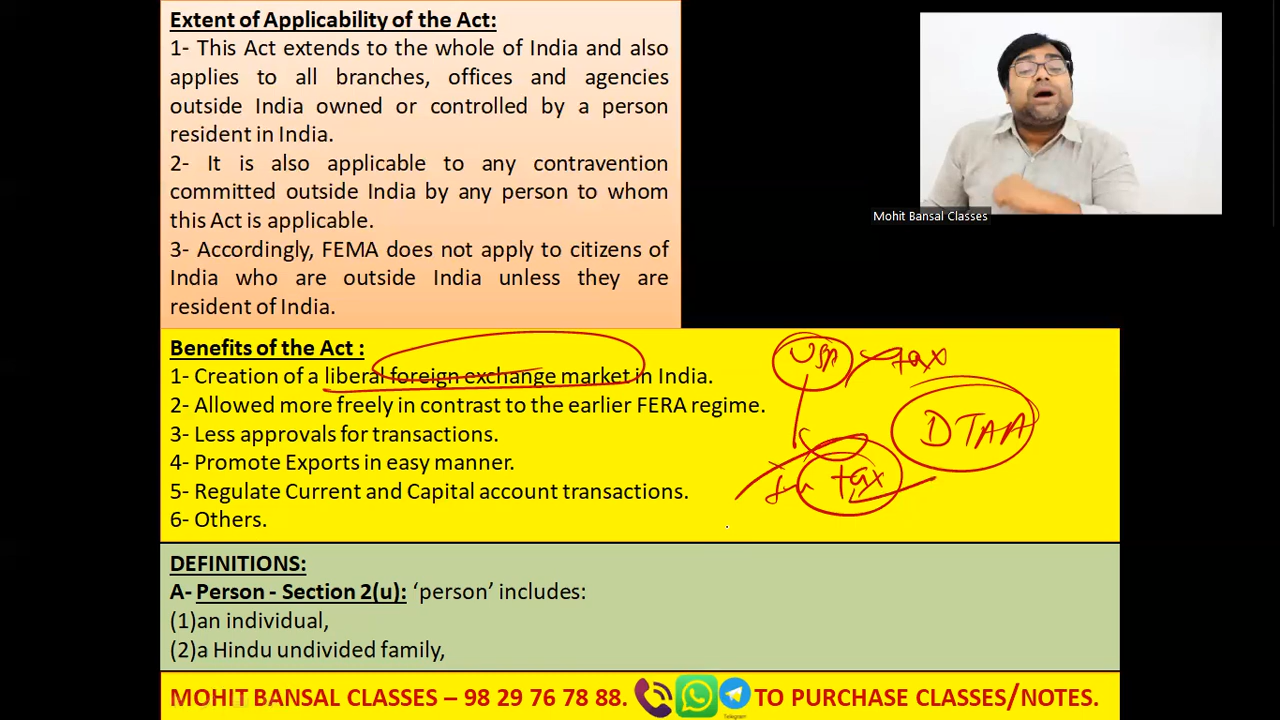 Extent of Applicability of the Act:
1- This Act extends to the whole of India and also
applies to all branches, offices and agencies
outside India owned or controlled by a person
resident in India.
2- It is also applicable to any contravention
committed outside India by any person to whom
this Act is applicable.
3- Accordingly, FEMA does not apply to citizens of
India who are outside India unless they are
resident of India.
Mohit Bansal Classes
Benefits of the Act :
1- Creation of a liberal foreign exchange market in India.
2- Allowed more freely in contrast to the earlier FERA regime.
3- Less approvals for transactions.
4- Promote Exports in easy manner.
5- Regulate Current and Capital account transactions.
6- Others.
USA tax
DTAA
tax
DEFINITIONS:
A- Person - Section 2(u): ‘person’ includes:
(1)an individual,
(2)a Hindu undivided family,
MOHIT BANSAL CLASSES – 98 29 76 78 88.
Telegram
TO PURCHASE CLASSES/NOTES.